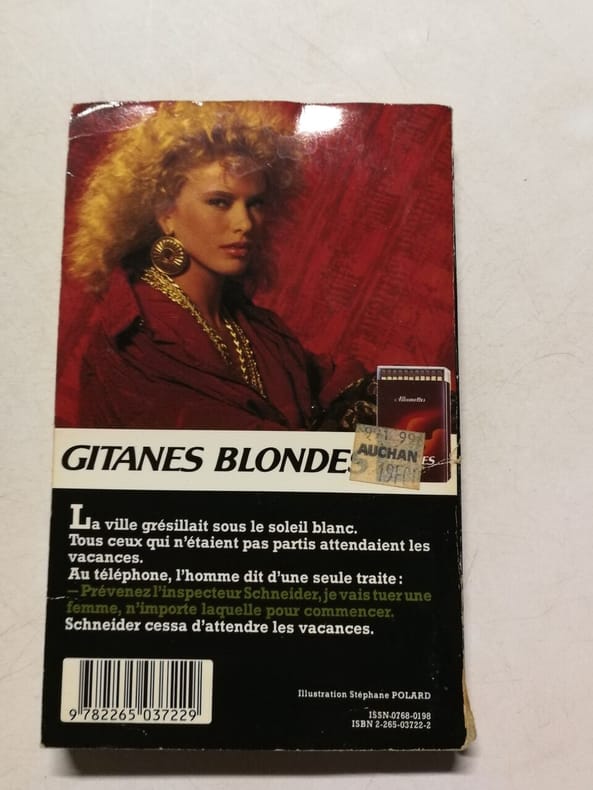 Allumettes
GITANES BLONDES
AUCHAN
ES
La ville grésillait sous le soleil blanc.
Tous ceux qui n'étaient pas partis attendaient les
vacances.
Au téléphone, l'homme dit d'une seule traite :
— Prévenez l'inspecteur Schneider, je vais tuer une
femme, n'importe laquelle pour commencer.
Schneider cessa d'attendre les vacances.
Illustration Stéphane POLARD
9 782265 037229
ISSN-0768-0198
ISBN 2-265-03722-2